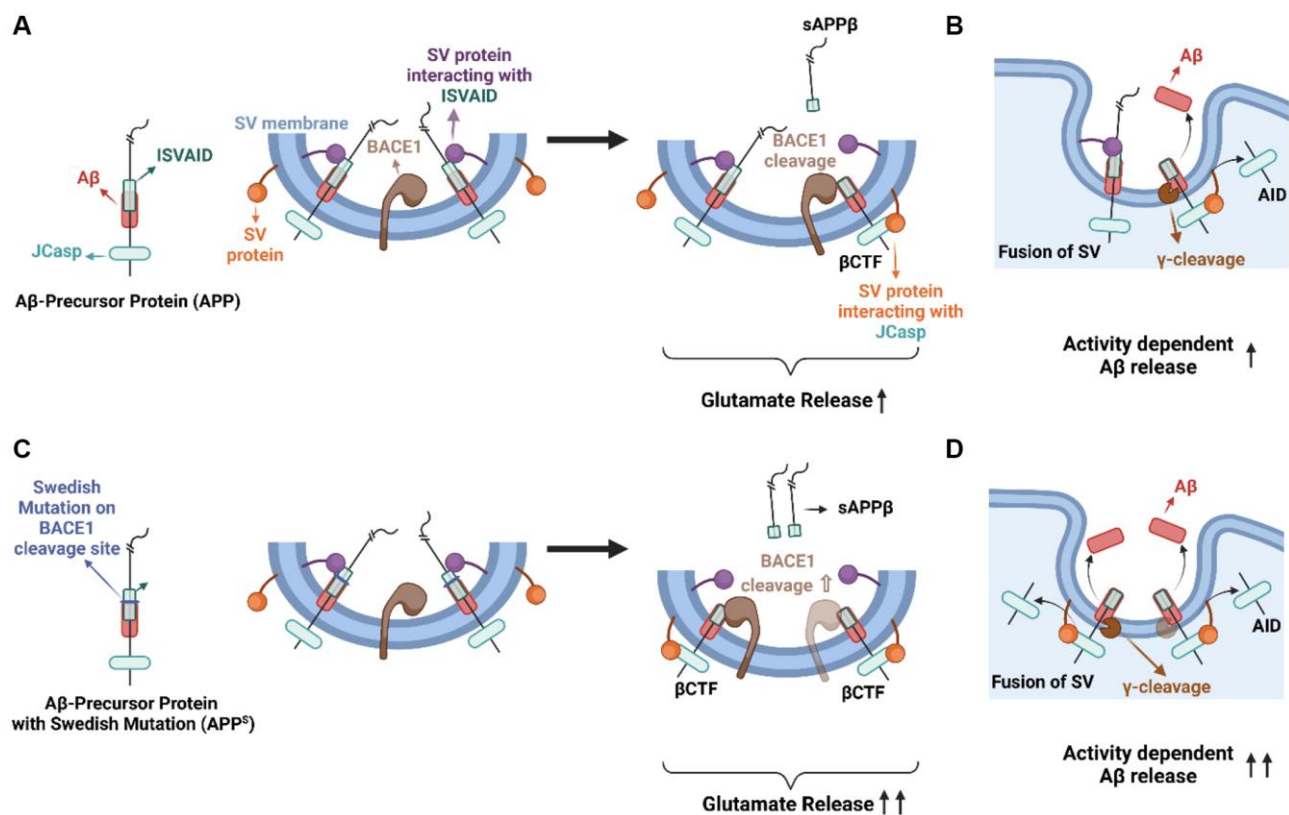 A
Aβ
ISVAID
JCasp
Aβ-Precursor Protein (APP)
SV protein
interacting with
ISVAID
SV membrane
BACE1
SV
protein
sAPPβ
BACE1
cleavage
βCTF
SV protein
interacting with
JCasp
Glutamate Release ↑
B
Aβ
AID
Fusion of SV
γ-cleavage
Activity dependent
Aβ release ↑
C
Swedish
Mutation on
BACE1
cleavage site
Aβ-Precursor Protein
with Swedish Mutation (APPˢ)
sAPPβ
BACE1
cleavage ⇧
βCTF
βCTF
Glutamate Release ↑↑
D
Aβ
AID
Fusion of SV
γ-cleavage
Activity dependent
Aβ release ↑↑